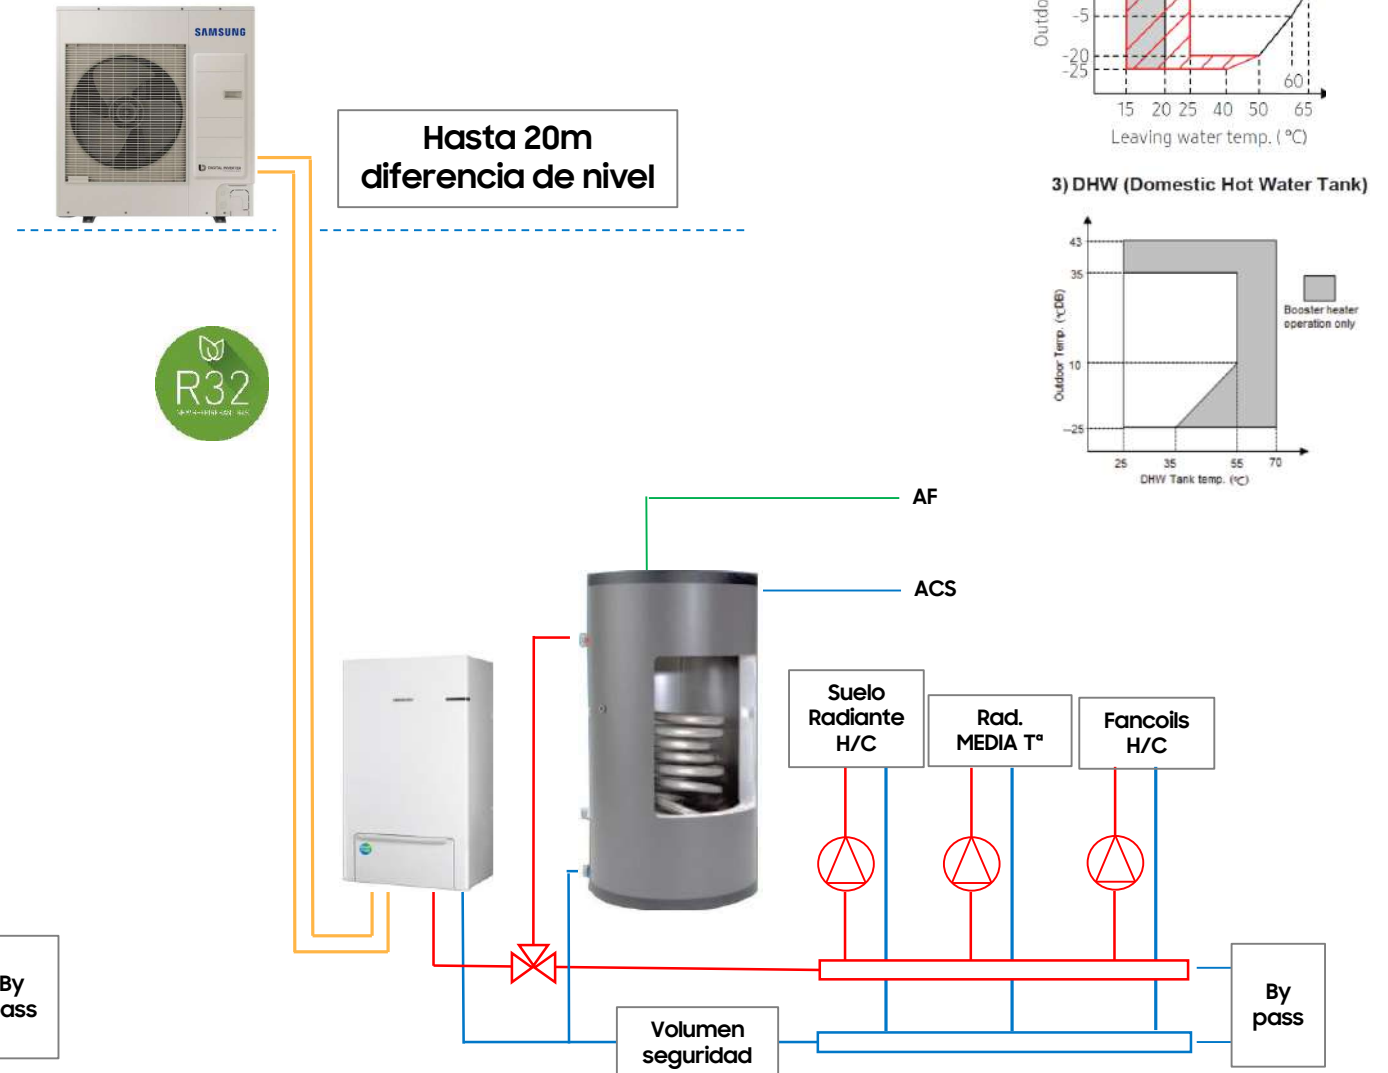 SAMSUNG
DIGITAL INVERTER
Hasta 20m
diferencia de nivel
R32
Outdo
-5
-20
-25
60
15 20 25 40 50 65
Leaving water temp. (°C)
3) DHW (Domestic Hot Water Tank)
43
35
10
-25
Outdoor Temp. (°CDB)
25 35 55 70
DHW Tank temp. (°C)
Booster heater
operation only
AF
ACS
Suelo
Radiante
H/C
Rad.
MEDIA Tª
Fancoils
H/C
By
ass
Volumen
seguridad
By
pass